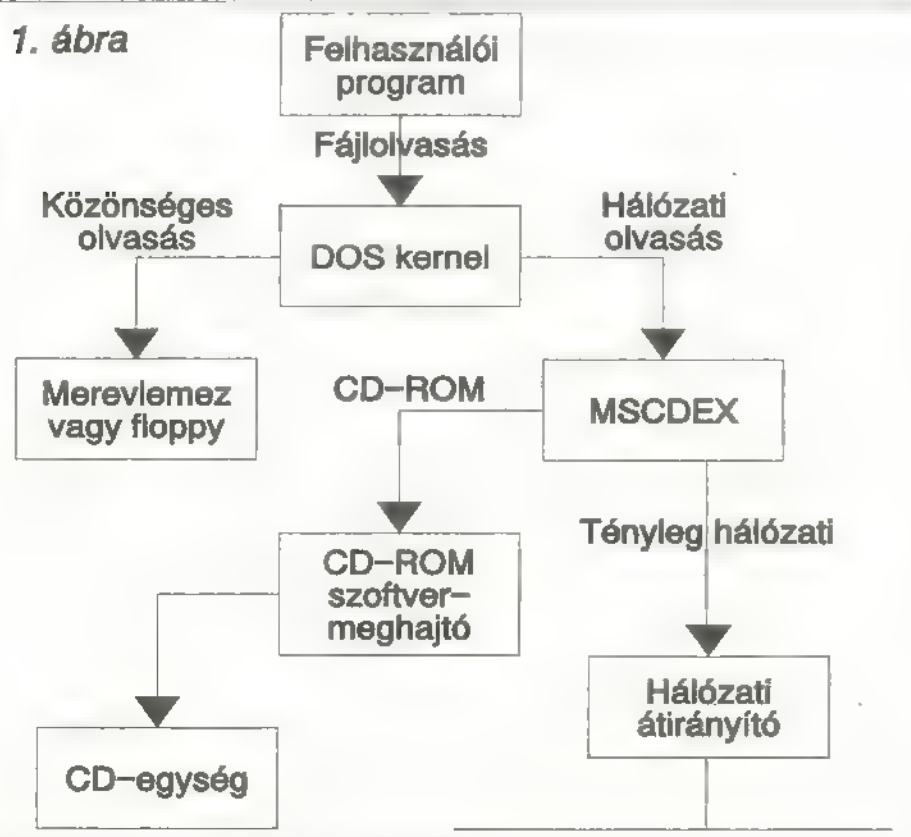 1. ábra
Felhasználói
program
Fájlolvasás
Közönséges
olvasás
Hálózati
olvasás
DOS kernel
Merevlemez
vagy floppy
CD-ROM
MSCDEX
Tényleg hálózati
CD-ROM
szoftver-
meghajtó
Hálózati
átirányító
CD-egység